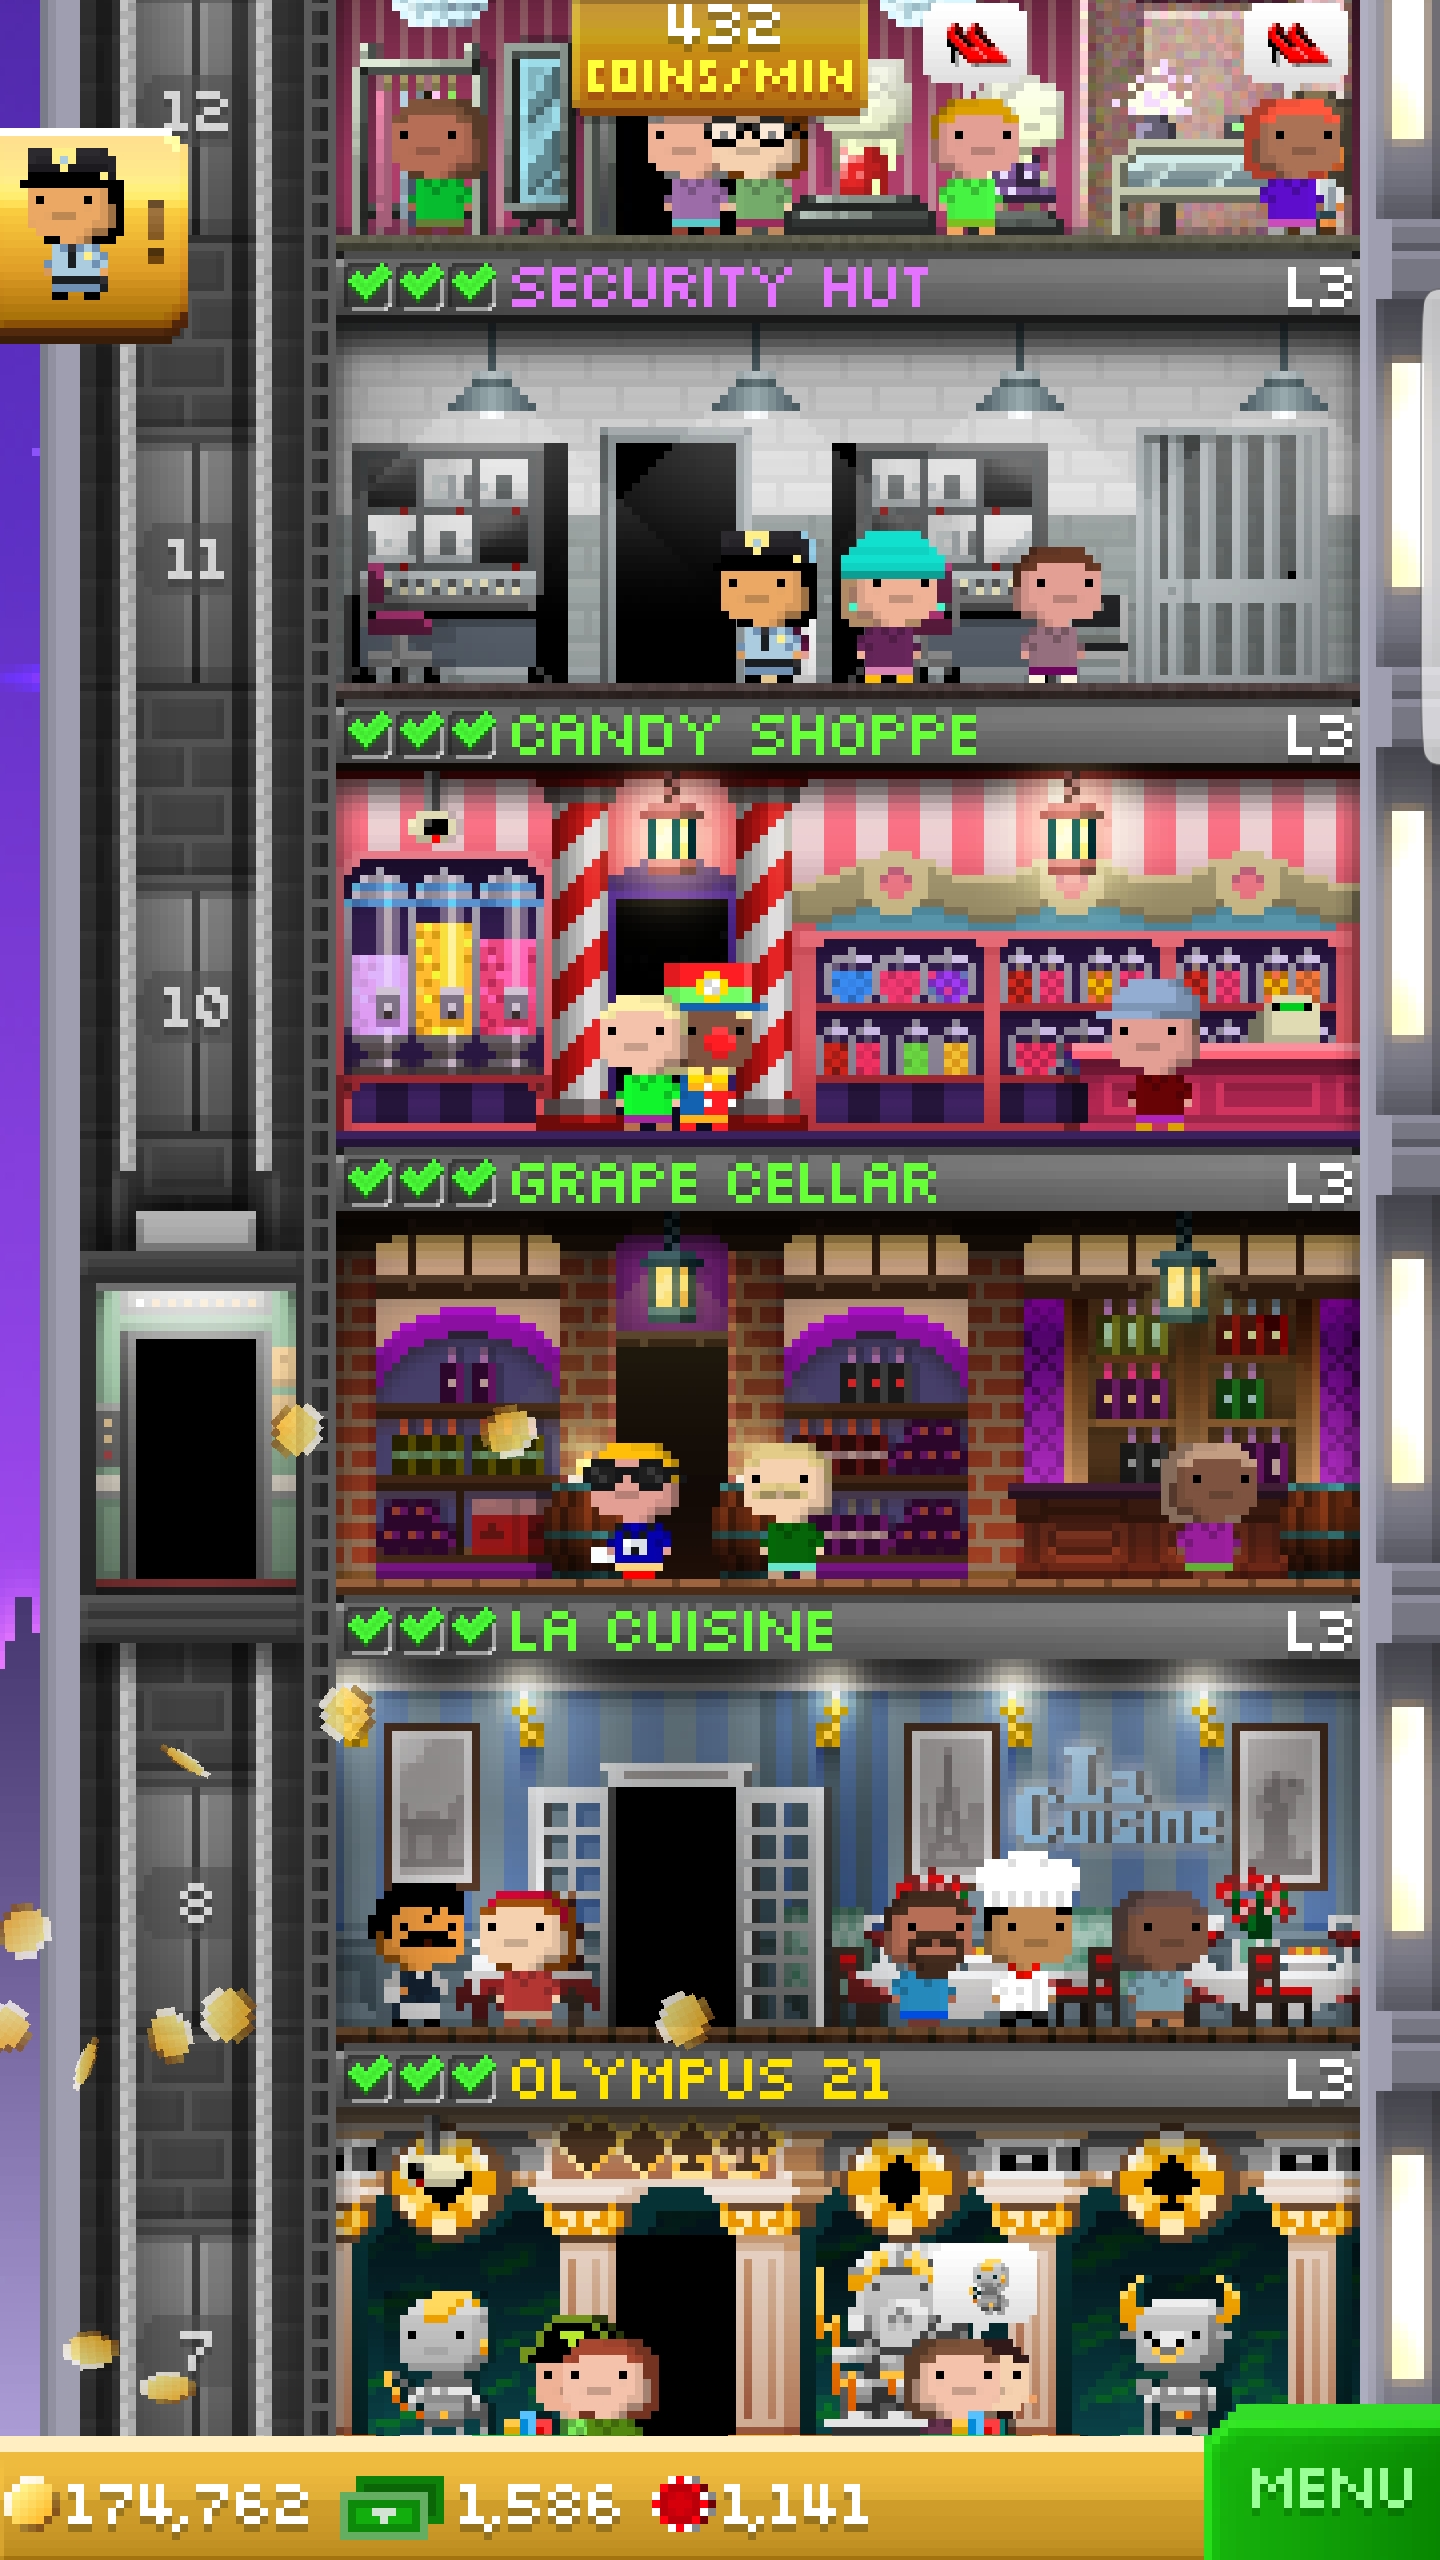 432
COINS/MIN
12
!
SECURITY HUT L3
11
CANDY SHOPPE L3
10
GRAPE CELLAR L3
LA CUISINE L3
La
Cuisine
8
OLYMPUS 21 L3
7
174,762 1,586 1,141
MENU